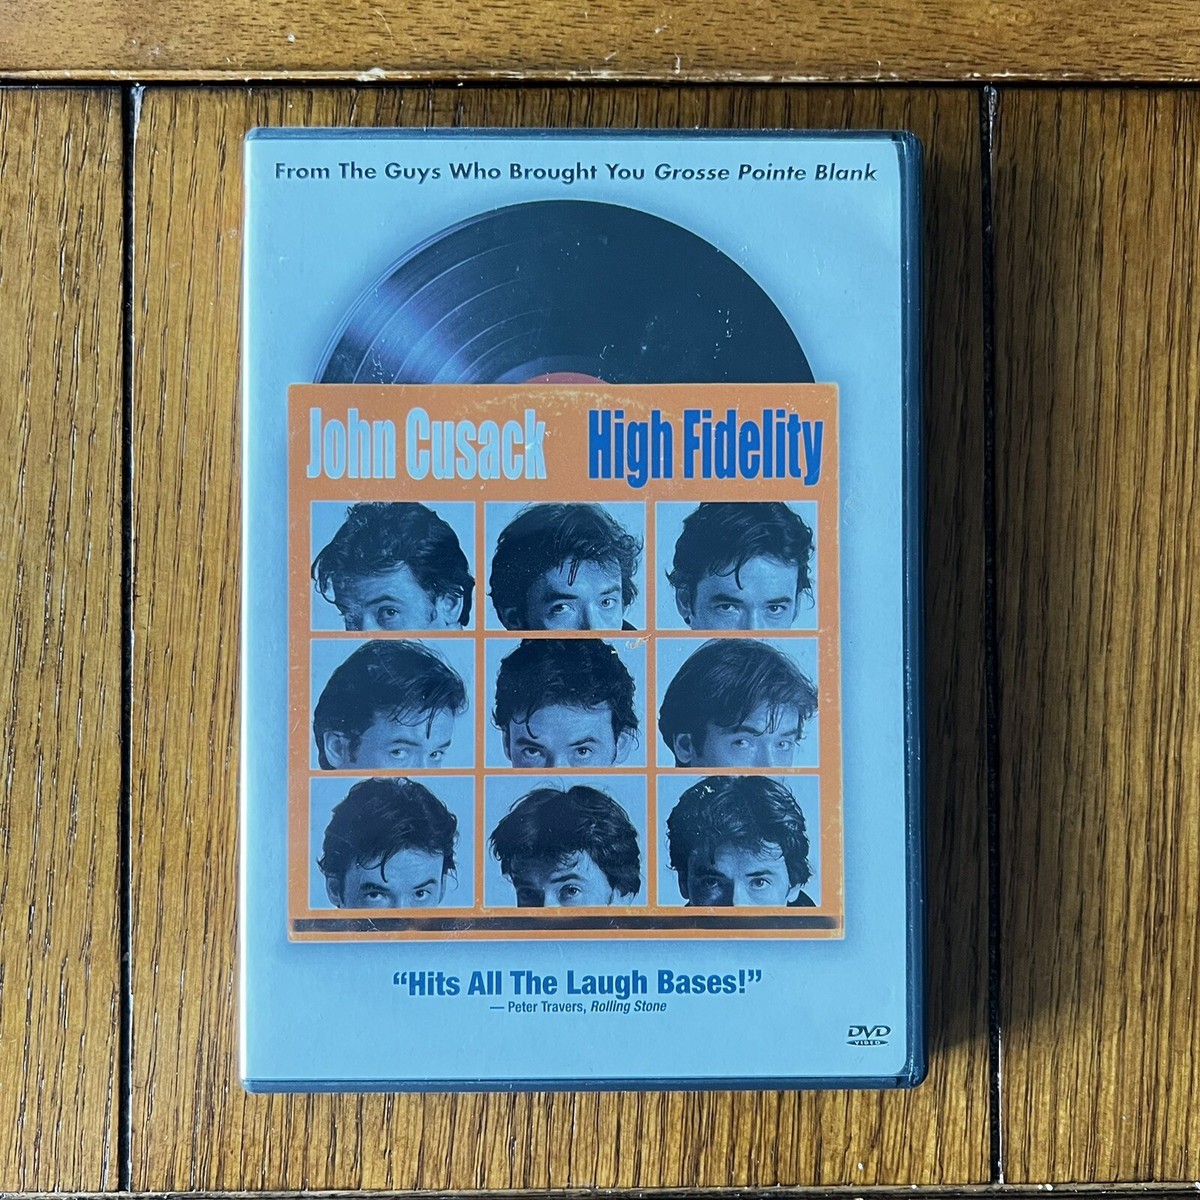 From The Guys Who Brought You Grosse Pointe Blank
John Cusack High Fidelity
“Hits All The Laugh Bases!”
— Peter Travers, Rolling Stone
DVD
VIDEO